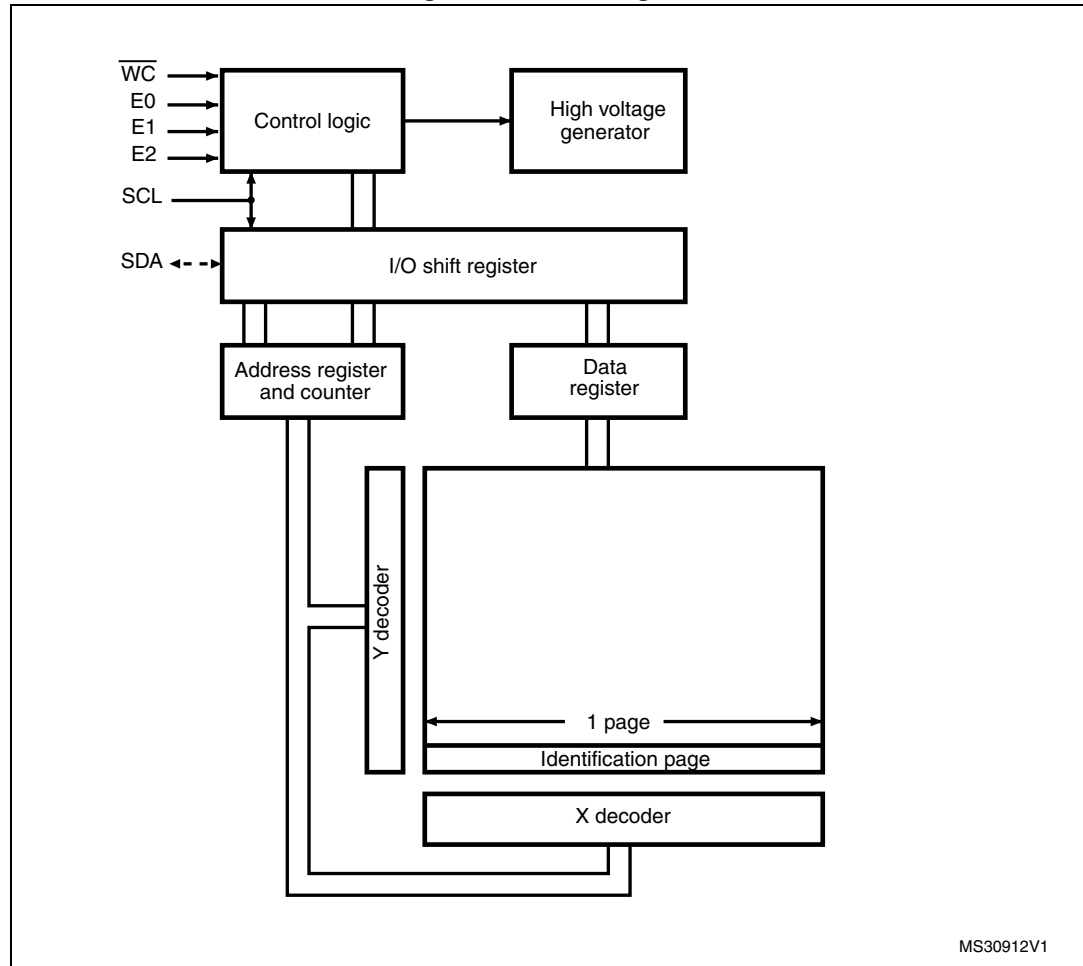 WC
E0
E1
E2
SCL
SDA
Control logic
High voltage
generator
I/O shift register
Address register
and counter
Data
register
Y decoder
1 page
Identification page
X decoder
MS30912V1